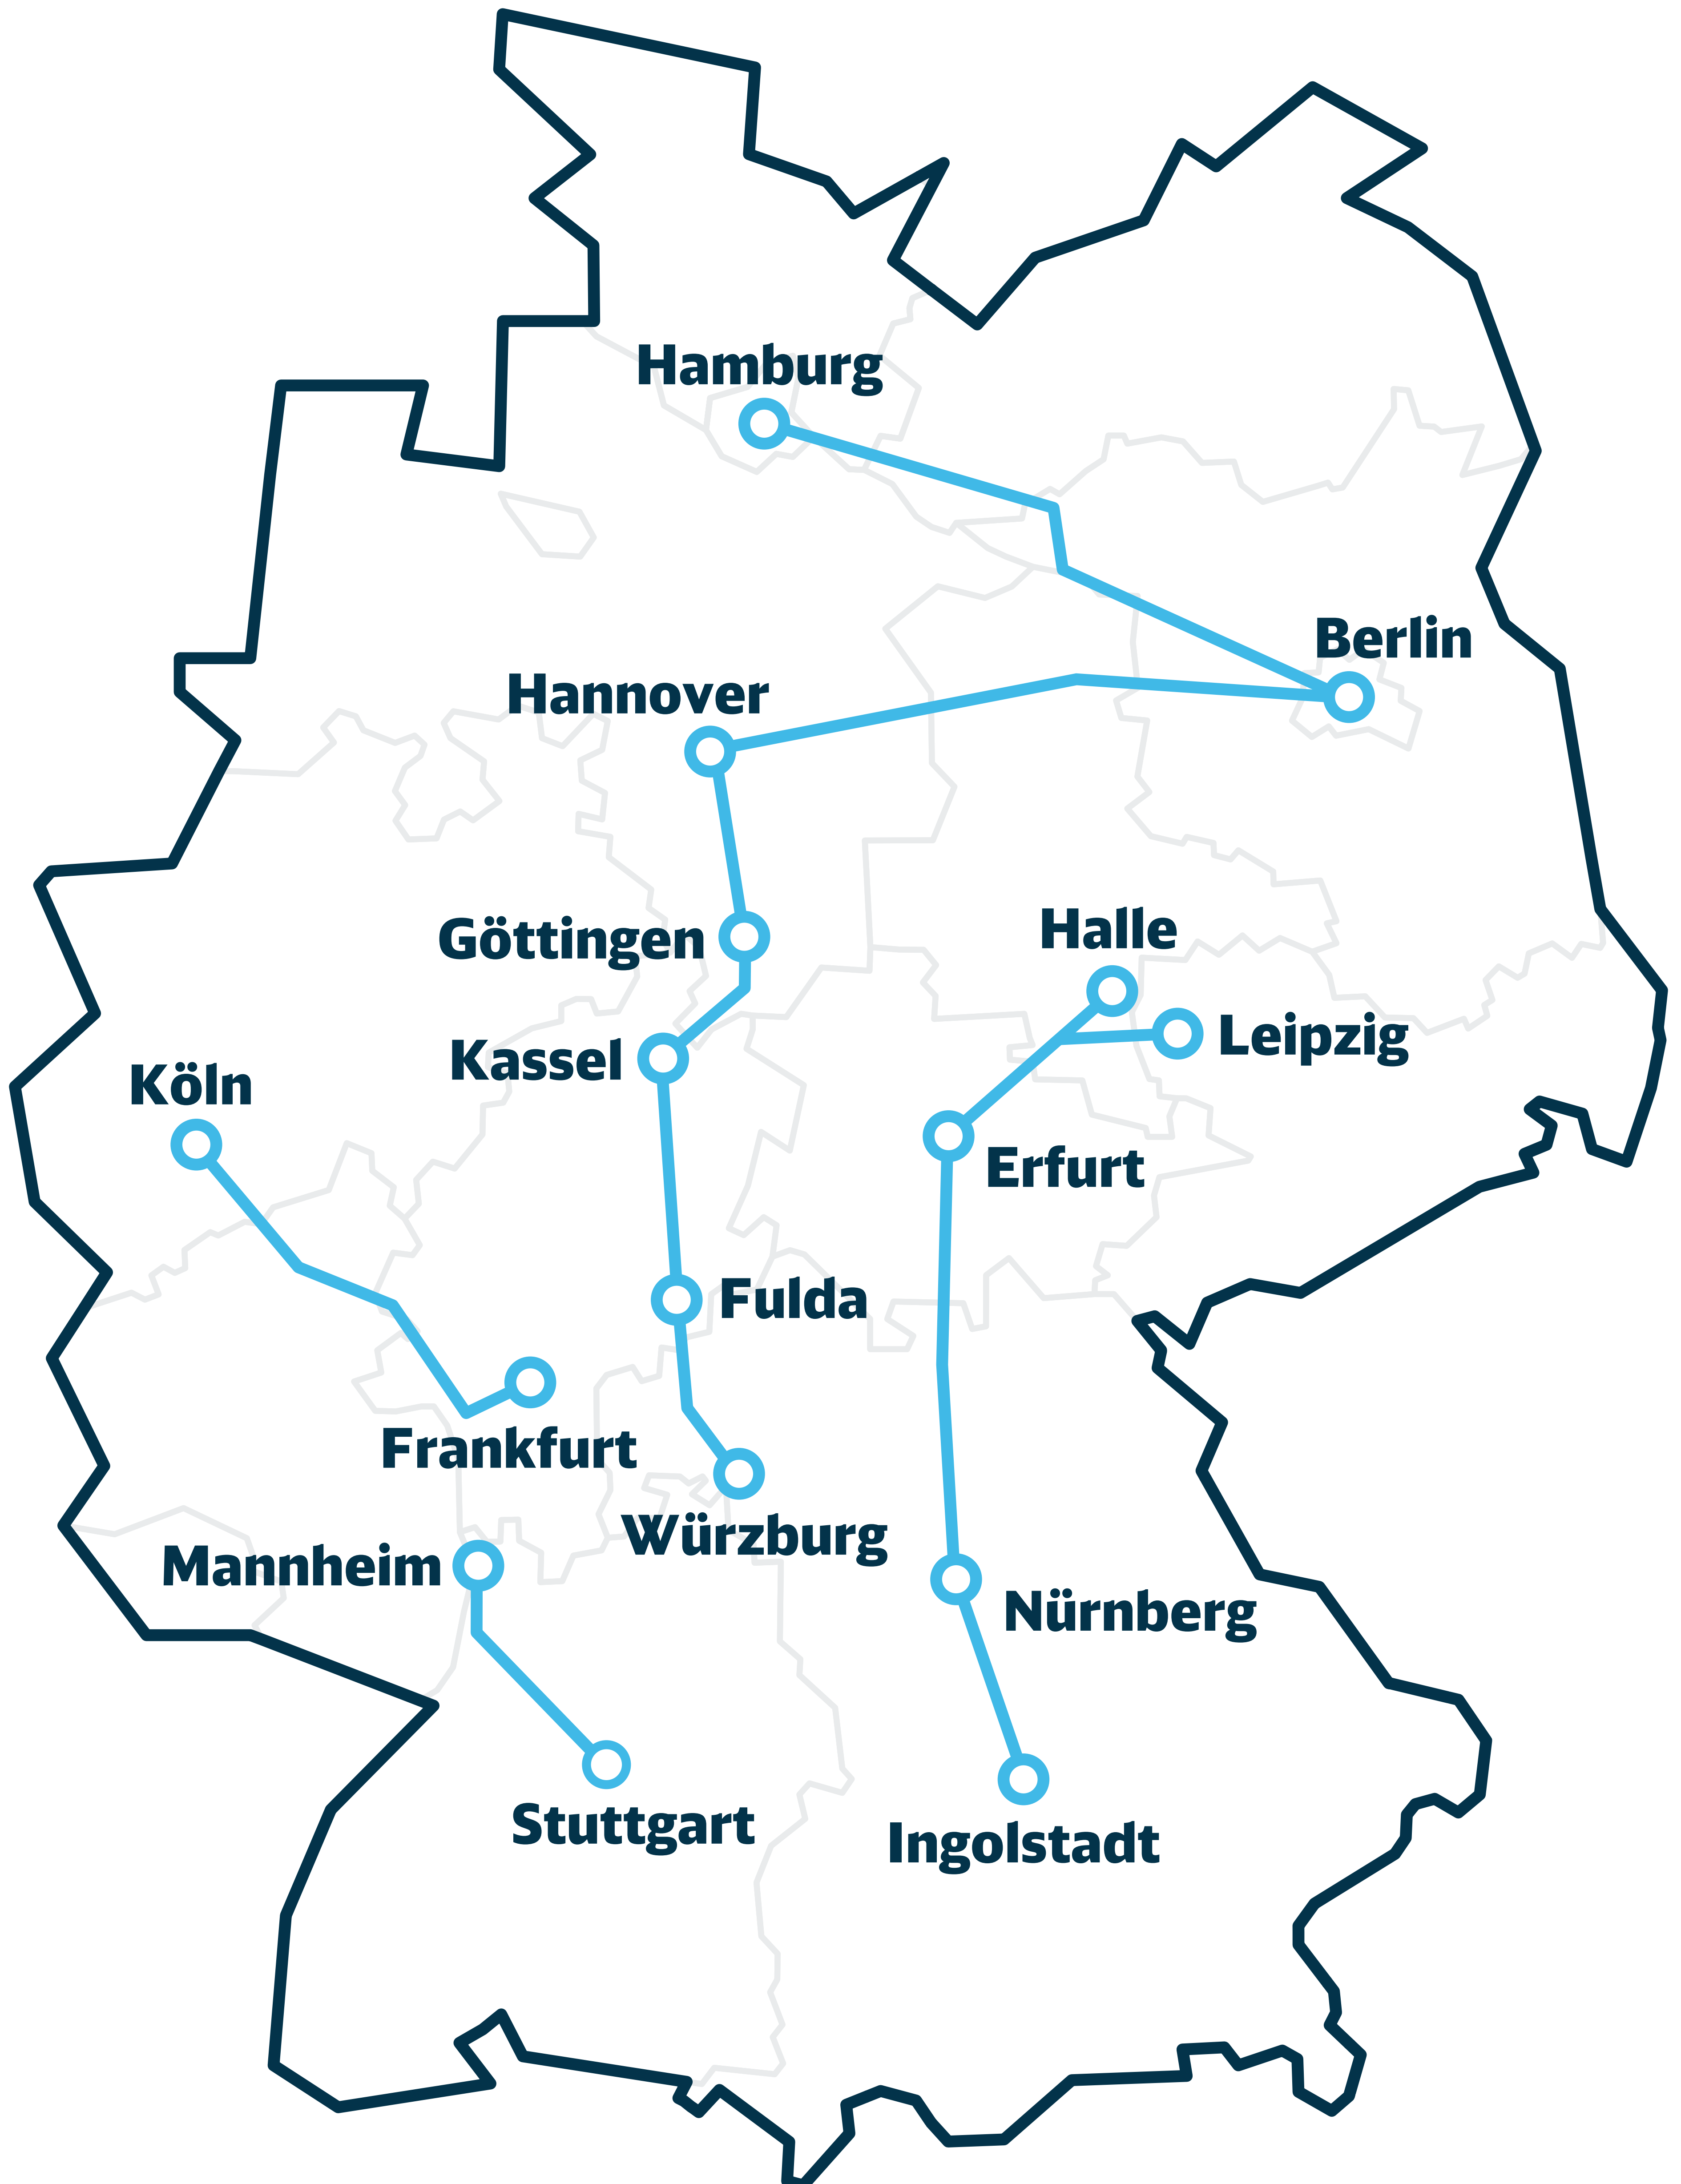 Hamburg
Berlin
Hannover
Göttingen
Halle
Leipzig
Kassel
Köln
Erfurt
Fulda
Frankfurt
Würzburg
Mannheim
Nürnberg
Stuttgart
Ingolstadt